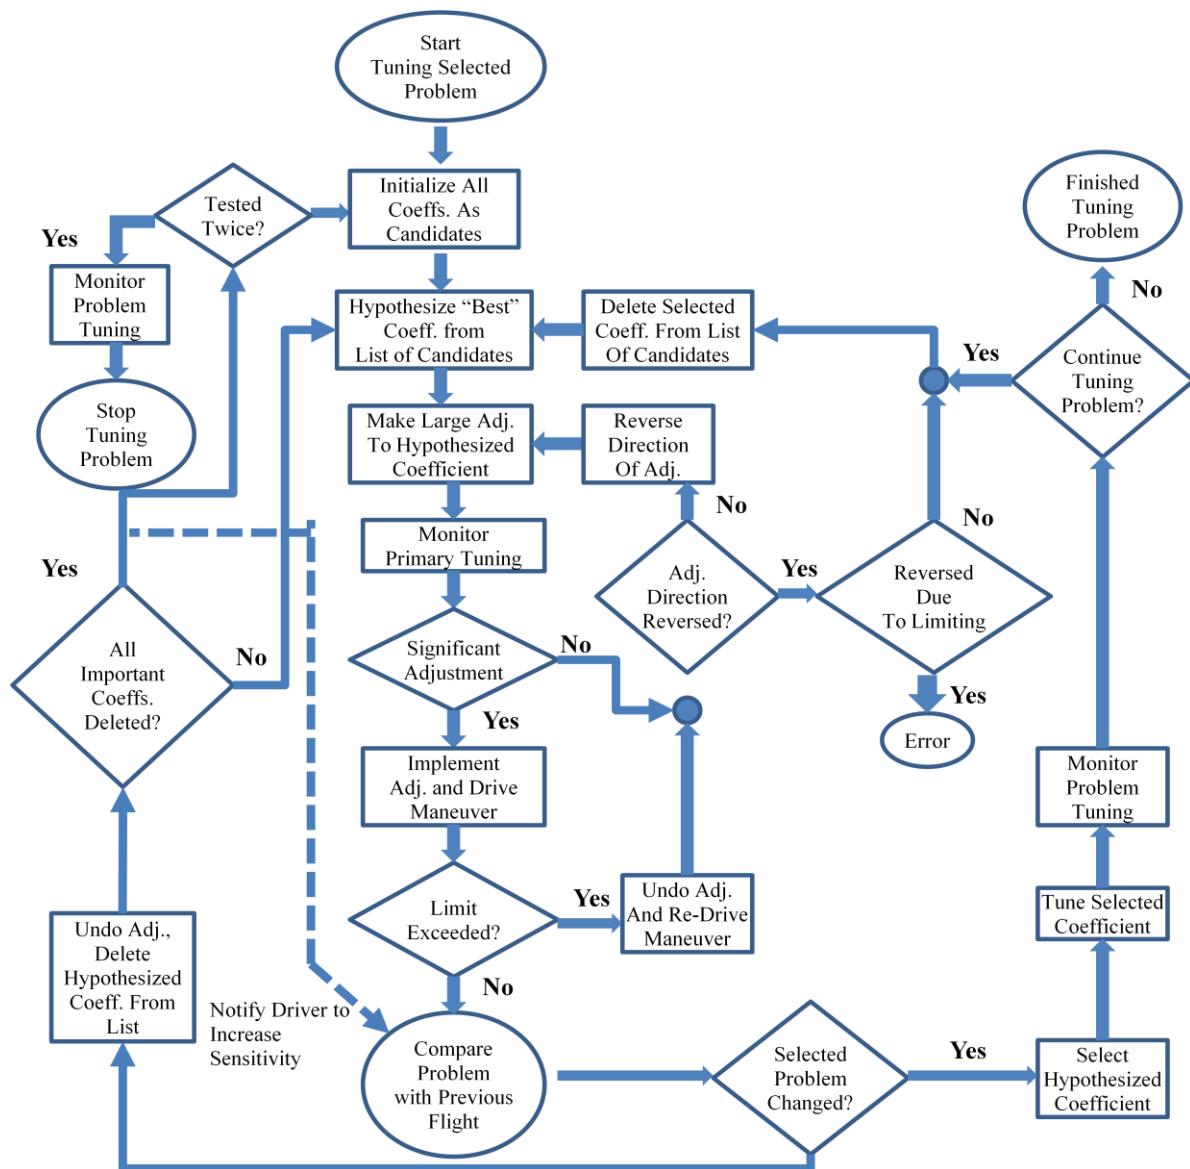 Start
Tuning Selected
Problem
Initialize All
Coeffs. As
Candidates
Tested
Twice?
Yes
Monitor
Problem
Tuning
Stop
Tuning
Problem
Hypothesize “Best”
Coeff. from
List of Candidates
Delete Selected
Coeff. From List
Of Candidates
Finished
Tuning
Problem
No
Yes
Continue
Tuning
Problem?
Make Large Adj.
To Hypothesized
Coefficient
Reverse
Direction
Of Adj.
No
No
Monitor
Primary Tuning
Adj.
Direction
Reversed?
Yes
Reversed
Due
To Limiting
Yes
Error
Yes
All
Important
Coeffs.
Deleted?
No
Significant
Adjustment
No
Yes
Implement
Adj. and Drive
Maneuver
Limit
Exceeded?
Yes
Undo Adj.
And Re-Drive
Maneuver
No
Monitor
Problem
Tuning
Tune Selected
Coefficient
Undo Adj.,
Delete
Hypothesized
Coeff. From
List
Notify Driver to
Increase
Sensitivity
Compare
Problem
with Previous
Flight
Selected
Problem
Changed?
Yes
Select
Hypothesized
Coefficient